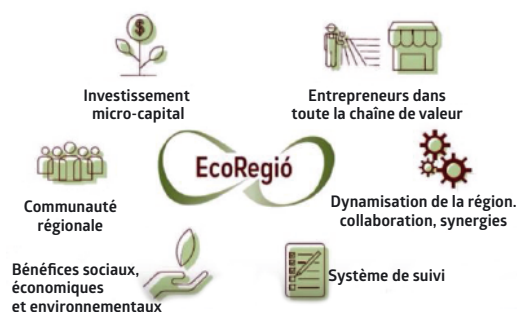 $
Investissement
micro-capital
Entrepreneurs dans
toute la chaîne de valeur
EcoRegió
Communauté
régionale
Dynamisation de la région.
collaboration, synergies
Bénéfices sociaux,
économiques
et environnementaux
Système de suivi